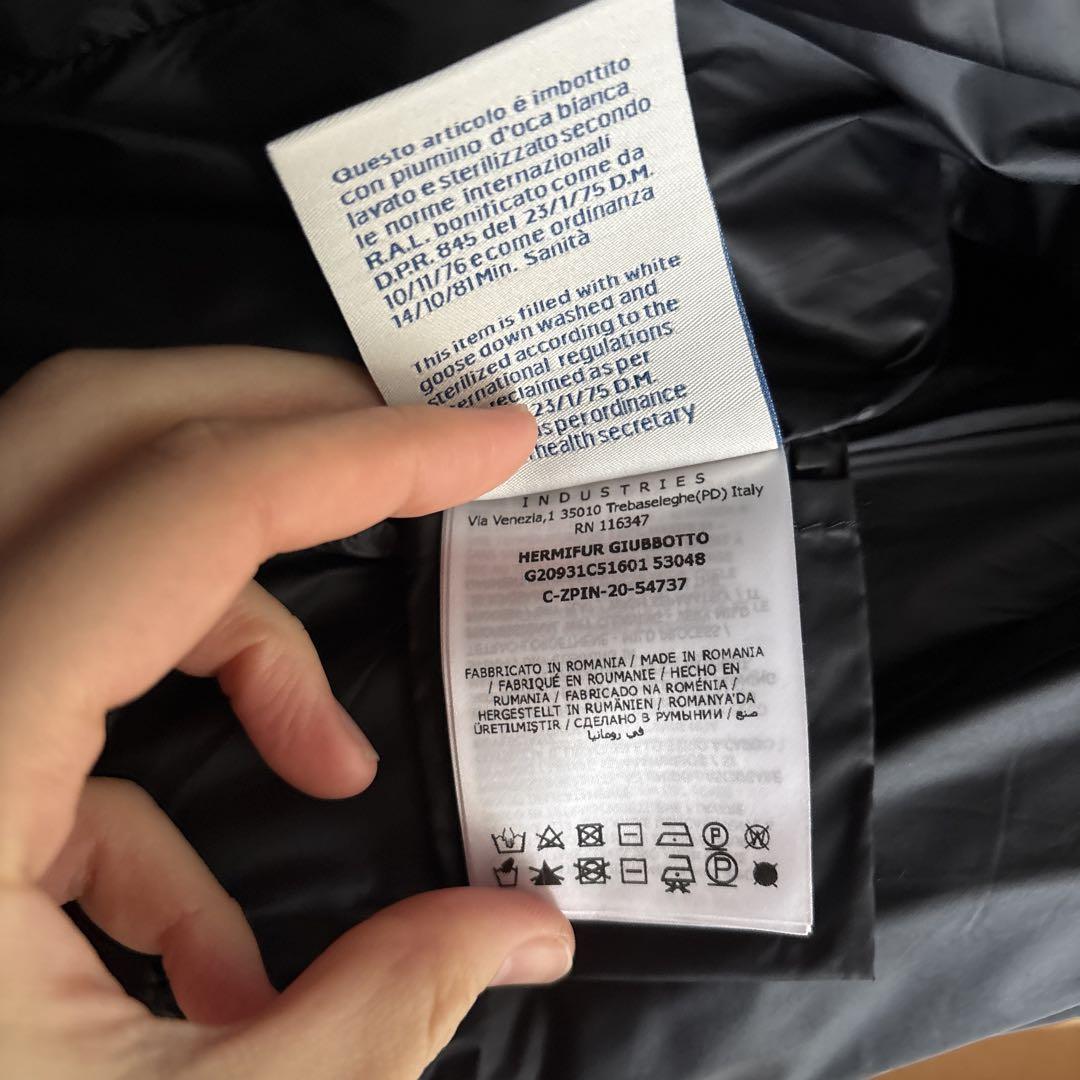 Questo articolo è imbottito
con piumino d'oca bianca
lavato e sterilizzato secondo
le norme internazionali
R.A.L. bonificato come da
D.P.R. 845 del 23/1/75 D.M.
10/11/76 e come ordinanza
14/10/81 Min. Sanità
This item is filled with white
goose down washed and
sterilized according to the
ternational regulations
reclaimed as per
23/1/75 D.M.
is perordinance
health secretary
INDUSTRIES
Via Venezia,1 35010 Trebaseleghe(PD) Italy
RN 116347
HERMIFUR GIUBBOTTO
G20931C51601 53048
C-ZPIN-20-54737
FABBRICATO IN ROMANIA / MADE IN ROMANIA
/ FABRIQUÉ EN ROUMANIE / HECHO EN
RUMANIA / FABRICADO NA ROMÉNIA /
HERGESTELLT IN RUMÄNIEN / ROMANYA'DA
ÜRETILMIŞTIR / СДЕЛАНО В РУМЫНИИ / صنع
في رومانيا